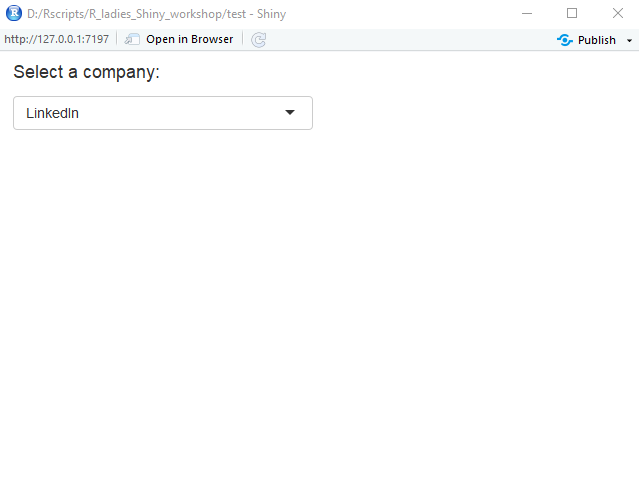 D:/Rscripts/R_ladies_Shiny_workshop/test - Shiny
http://127.0.0.1:7197 Open in Browser Publish
Select a company:
LinkedIn